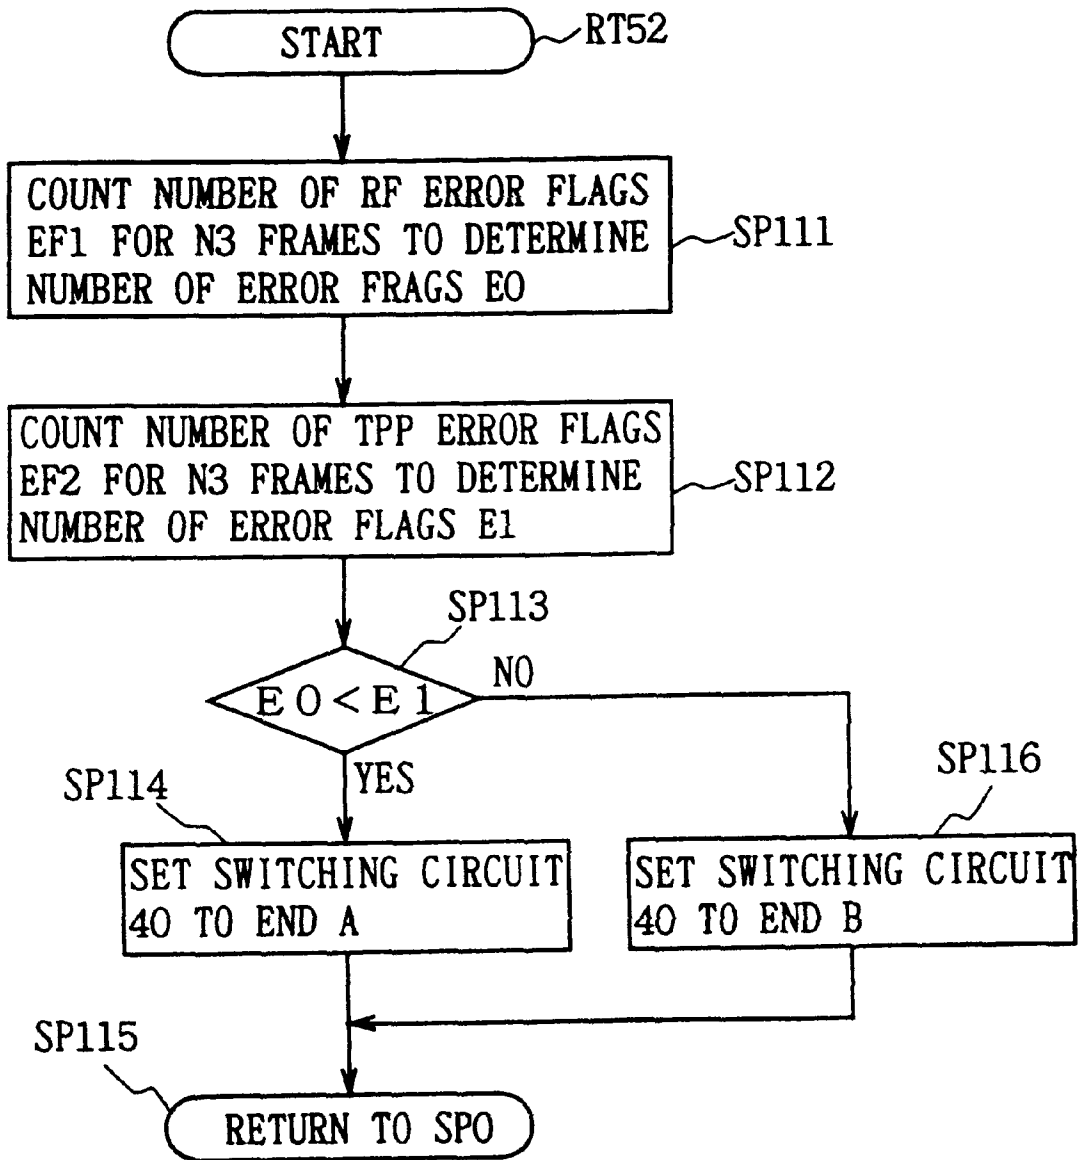 START
RT52
COUNT NUMBER OF RF ERROR FLAGS
EF1 FOR N3 FRAMES TO DETERMINE
NUMBER OF ERROR FRAGS E0
SP111
COUNT NUMBER OF TPP ERROR FLAGS
EF2 FOR N3 FRAMES TO DETERMINE
NUMBER OF ERROR FLAGS E1
SP112
SP113
E0<E1
NO
YES
SP114
SET SWITCHING CIRCUIT
40 TO END A
SP116
SET SWITCHING CIRCUIT
40 TO END B
SP115
RETURN TO SP0